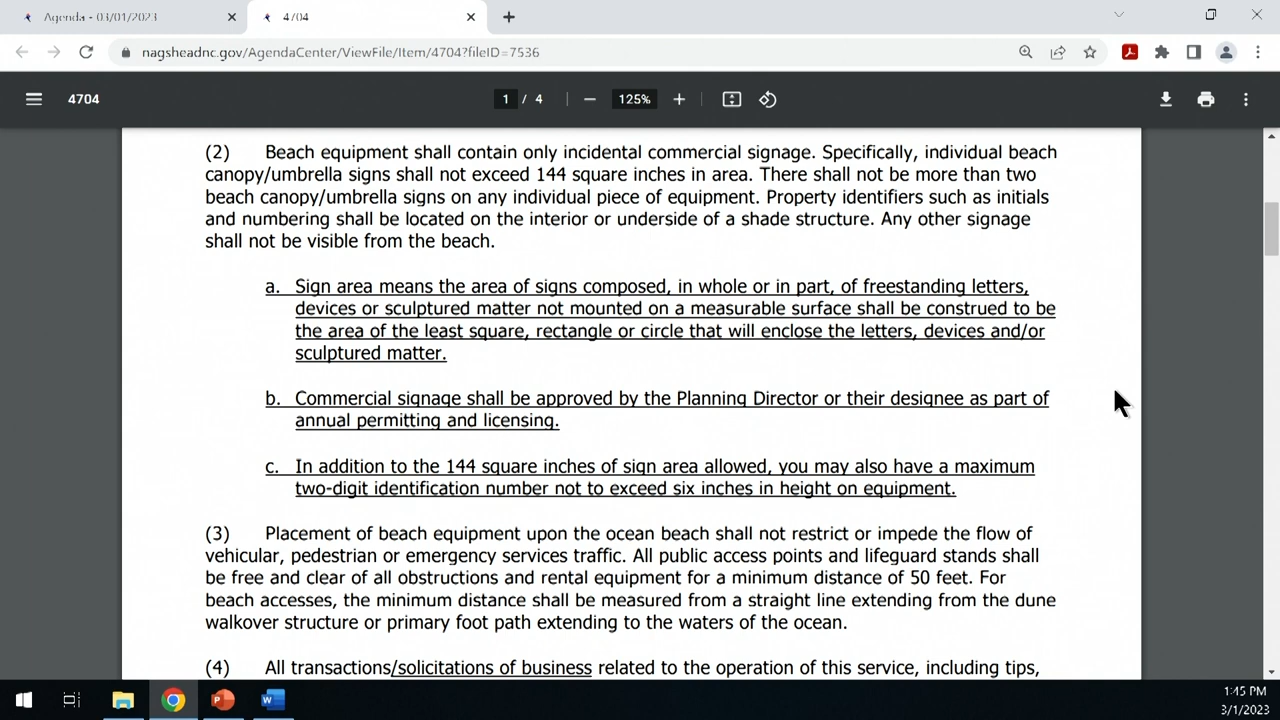 Agenda - 03/01/2023
4704
nagsheadnc.gov/AgendaCenter/ViewFile/Item/4704?fileID=7536
4704
1 / 4
125%
(2) Beach equipment shall contain only incidental commercial signage. Specifically, individual beach
canopy/umbrella signs shall not exceed 144 square inches in area. There shall not be more than two
beach canopy/umbrella signs on any individual piece of equipment. Property identifiers such as initials
and numbering shall be located on the interior or underside of a shade structure. Any other signage
shall not be visible from the beach.
a. Sign area means the area of signs composed, in whole or in part, of freestanding letters,
devices or sculptured matter not mounted on a measurable surface shall be construed to be
the area of the least square, rectangle or circle that will enclose the letters, devices and/or
sculptured matter.
b. Commercial signage shall be approved by the Planning Director or their designee as part of
annual permitting and licensing.
c. In addition to the 144 square inches of sign area allowed, you may also have a maximum
two-digit identification number not to exceed six inches in height on equipment.
(3) Placement of beach equipment upon the ocean beach shall not restrict or impede the flow of
vehicular, pedestrian or emergency services traffic. All public access points and lifeguard stands shall
be free and clear of all obstructions and rental equipment for a minimum distance of 50 feet. For
beach accesses, the minimum distance shall be measured from a straight line extending from the dune
walkover structure or primary foot path extending to the waters of the ocean.
(4) All transactions/solicitations of business related to the operation of this service, including tips,
1:45 PM
3/1/2023